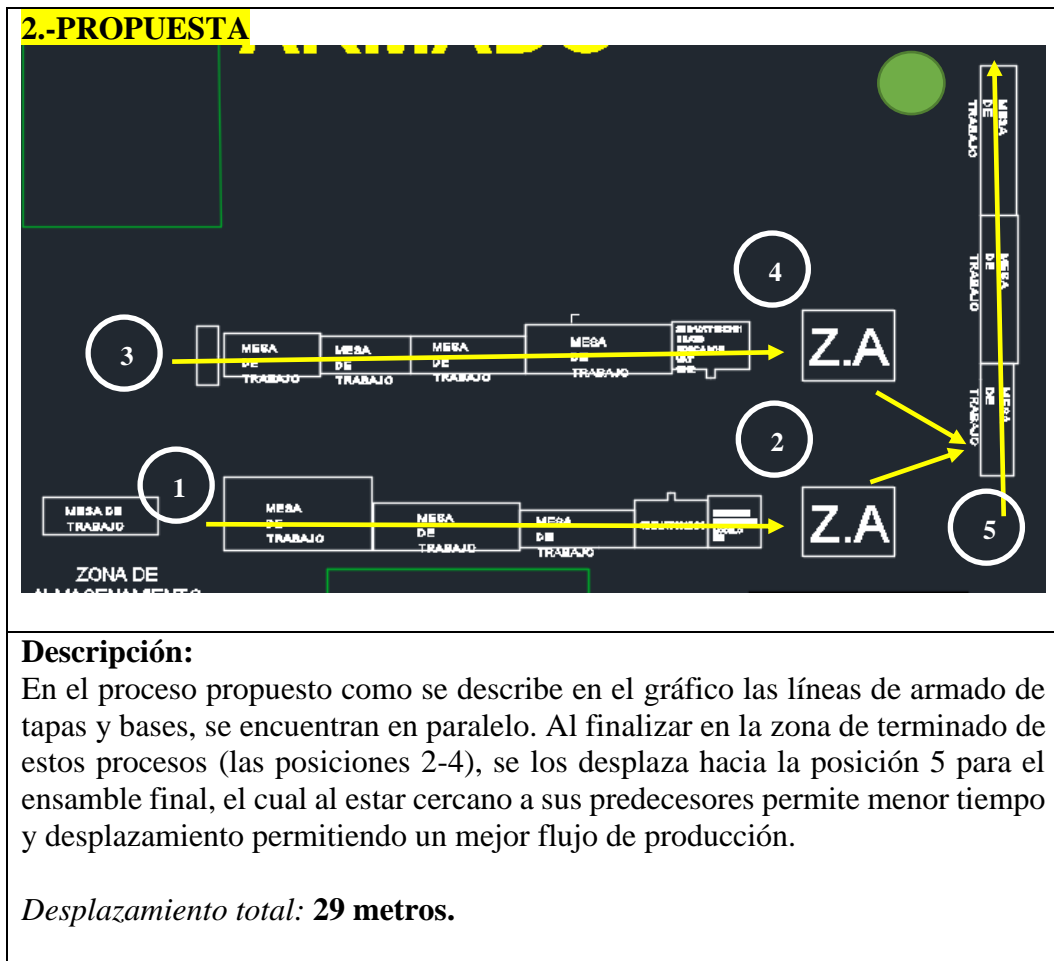 2.-PROPUESTA
ARMADO
MESA
DE
TRABAJO
4
3
MESA
DE
TRABAJO
MESA
DE
TRABAJO
MESA
DE
TRABAJO
MESA
DE
TRABAJO
Z.A
MESA
DE
TRABAJO
2
MESA
DE
TRABAJO
1
MESA DE
TRABAJO
MESA
DE
TRABAJO
MESA
DE
TRABAJO
MESA
DE
TRABAJO
Z.A
5
ZONA DE
ALMACENAMIENTO
Descripción:
En el proceso propuesto como se describe en el gráfico las líneas de armado de
tapas y bases, se encuentran en paralelo. Al finalizar en la zona de terminado de
estos procesos (las posiciones 2-4), se los desplaza hacia la posición 5 para el
ensamble final, el cual al estar cercano a sus predecesores permite menor tiempo
y desplazamiento permitiendo un mejor flujo de producción.
Desplazamiento total: 29 metros.